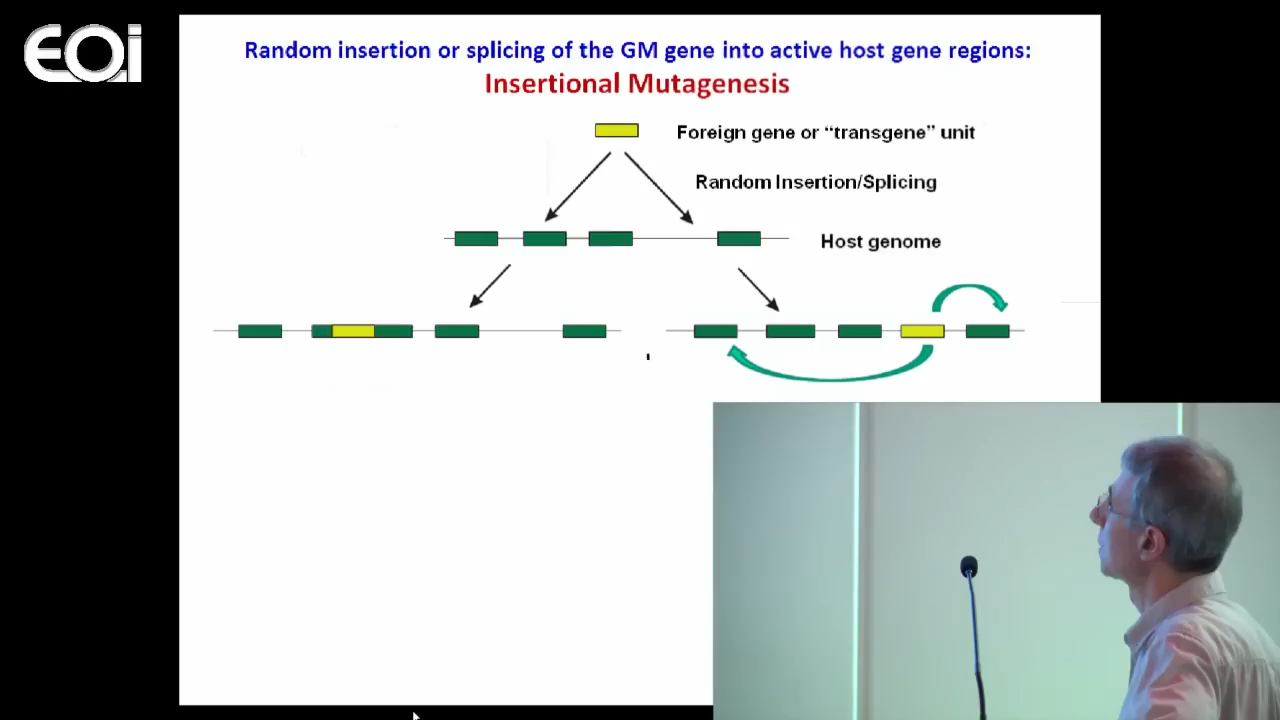 EOi
Random insertion or splicing of the GM gene into active host gene regions:
Insertional Mutagenesis
Foreign gene or “transgene” unit
Random Insertion/Splicing
Host genome